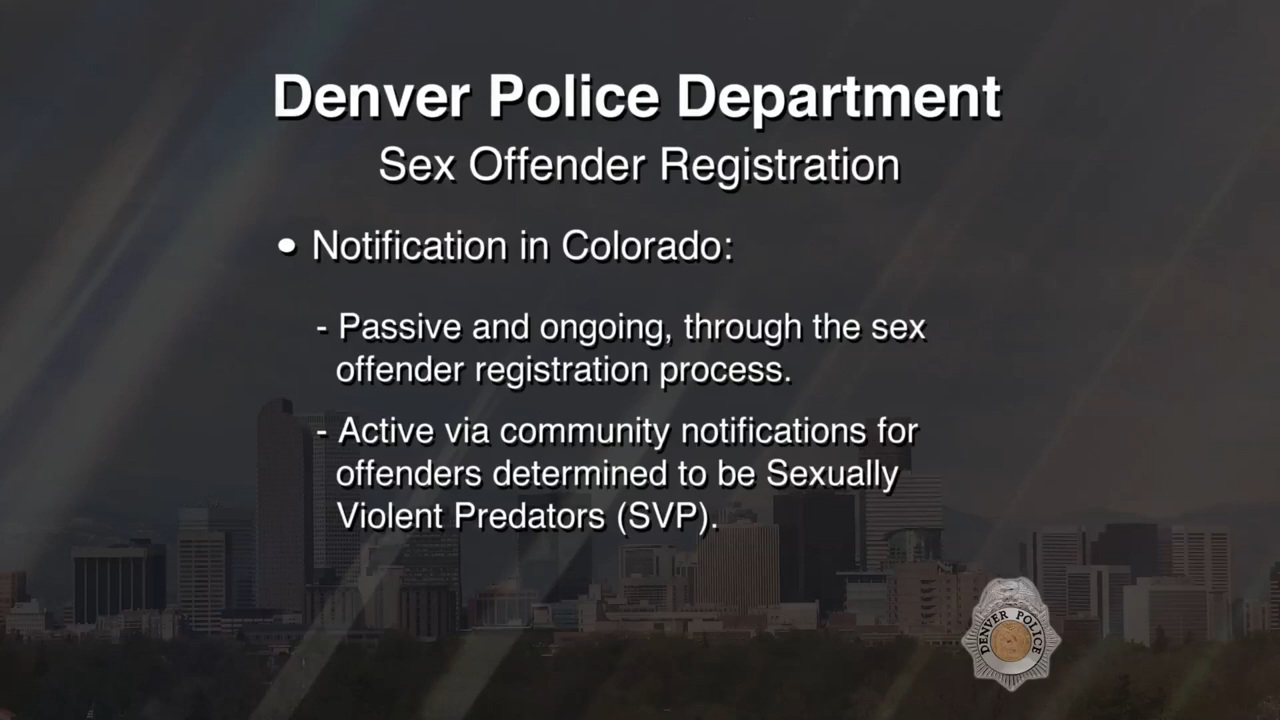 Denver Police Department
Sex Offender Registration
• Notification in Colorado:
- Passive and ongoing, through the sex
offender registration process.
- Active via community notifications for
offenders determined to be Sexually
Violent Predators (SVP).
DENVER POLICE